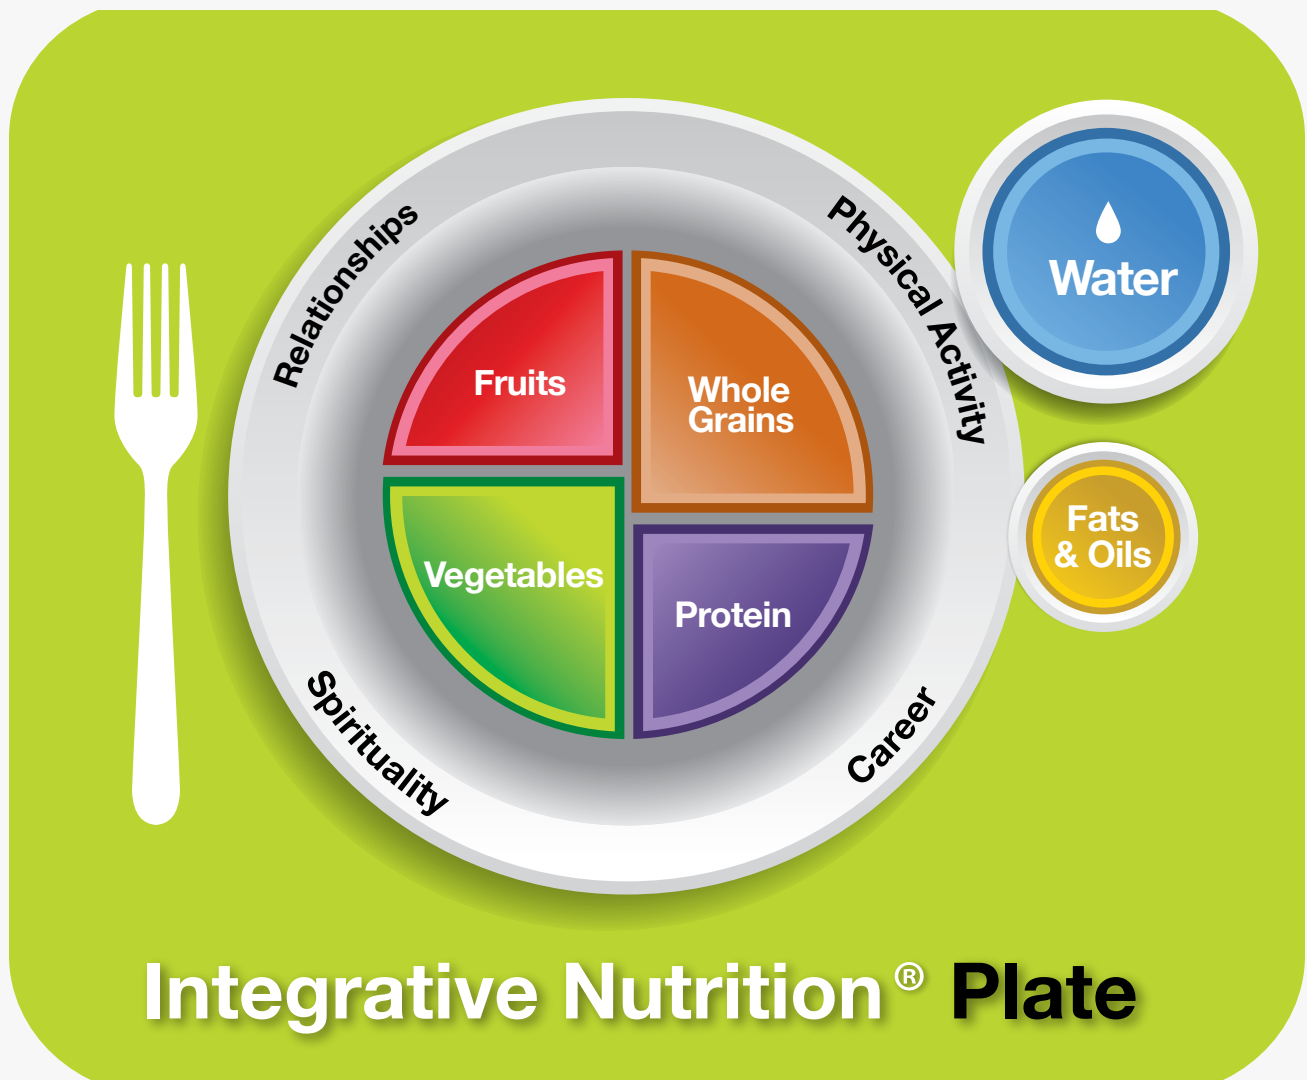 Relationships
Physical Activity
Water
Fruits
Whole
Grains
Fats
& Oils
Vegetables
Protein
Spirituality
Career
Integrative Nutrition® Plate